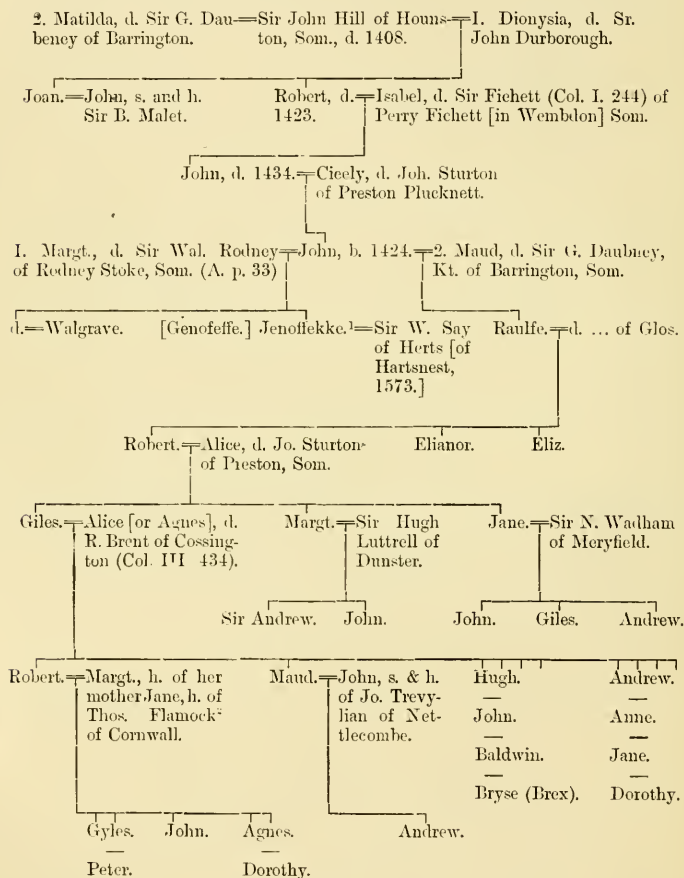 2. Matilda, d. Sir G. Dau-=Sir John Hill of Houns-=I. Dionysia, d. Sr.
bency of Barrington. ton, Som., d. 1408. John Durborough.
Joan.=John, s. and h. Robert, d.=Isabel, d. Sir Fichett (Col. I. 244) of
Sir B. Malet. 1423. Perry Fichett [in Wembdon] Som.
John, d. 1434.=Cicely, d. Joh. Sturton
of Preston Plucknett.
I. Margt., d. Sir Wal. Rodney=John, b. 1424.=2. Maud, d. Sir G. Daubney,
of Rodney Stoke, Som. (A. p. 33) Kt. of Barrington, Som.
d.=Walgrave. [Genofeffe.] Jenoffekke.¹=Sir W. Say Raulfe.=d. ... of Glos.
of Herts [of
Hartsnest,
1573.]
Robert.=Alice, d. Jo. Sturton Elianor. Eliz.
of Preston, Som.
Giles.=Alice [or Agnes], d. Margt.=Sir Hugh Jane.=Sir N. Wadham
R. Brent of Cossing- Luttrell of of Meryfield.
ton (Col. III 434). Dunster.
Sir Andrew. John. John. Giles. Andrew.
Robert.=Margt., h. of her Maud.=John, s. & h. Hugh. Andrew.
mother Jane, h. of of Jo. Trevy- — —
Thos. Flamock² lian of Net- John. Anne.
of Cornwall. tlecombe. — —
Baldwin. Jane.
— —
Bryse (Brex). Dorothy.
Gyles. John. Agnes. Andrew.
— —
Peter. Dorothy.